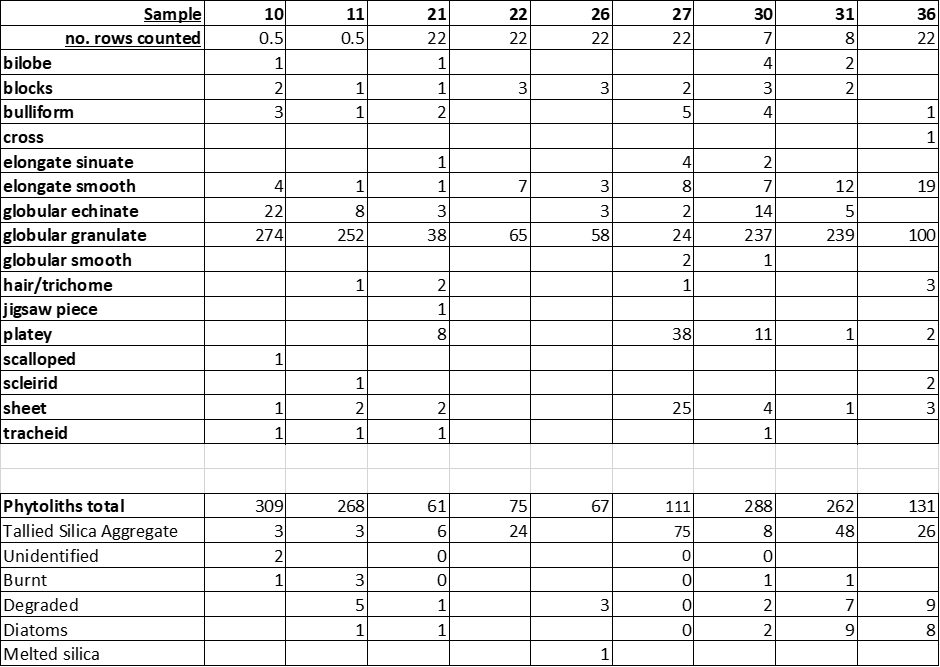 Sample 10 11 21 22 26 27 30 31 36
no. rows counted 0.5 0.5 22 22 22 22 7 8 22
bilobe 1 1 4 2
blocks 2 1 1 3 3 2 3 2
bulliform 3 1 2 5 4 1
cross 1
elongate sinuate 1 4 2
elongate smooth 4 1 1 7 3 8 7 12 19
globular echinate 22 8 3 3 2 14 5
globular granulate 274 252 38 65 58 24 237 239 100
globular smooth 2 1
hair/trichome 1 2 1 3
jigsaw piece 1
platey 8 38 11 1 2
scalloped 1
scleirid 1 2
sheet 1 2 2 25 4 1 3
tracheid 1 1 1 1
Phytoliths total 309 268 61 75 67 111 288 262 131
Tallied Silica Aggregate 3 3 6 24 75 8 48 26
Unidentified 2 0 0 0
Burnt 1 3 0 0 1 1
Degraded 5 1 3 0 2 7 9
Diatoms 1 1 0 2 9 8
Melted silica 1